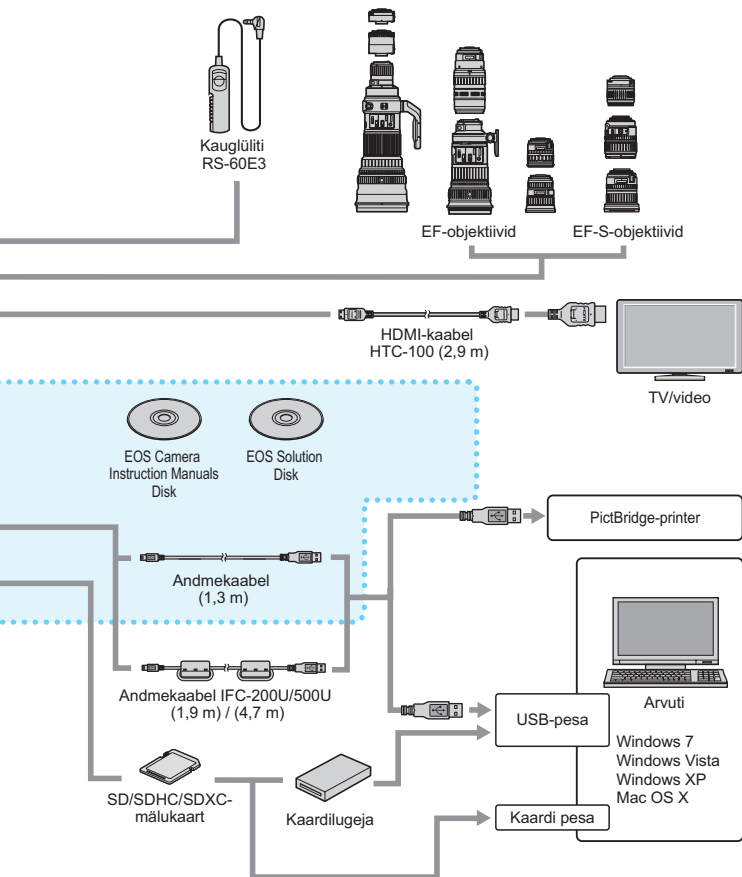 Kauglüliti
RS-60E3
EF-objektiivid
EF-S-objektiivid
HDMI-kaabel
HTC-100 (2,9 m)
TV/video
EOS Camera
Instruction Manuals
Disk
EOS Solution
Disk
PictBridge-printer
Andmekaabel
(1,3 m)
Andmekaabel IFC-200U/500U
(1,9 m) / (4,7 m)
USB-pesa
Arvuti
Windows 7
Windows Vista
Windows XP
Mac OS X
SD/SDHC/SDXC-
mälukaart
Kaardilugeja
Kaardi pesa